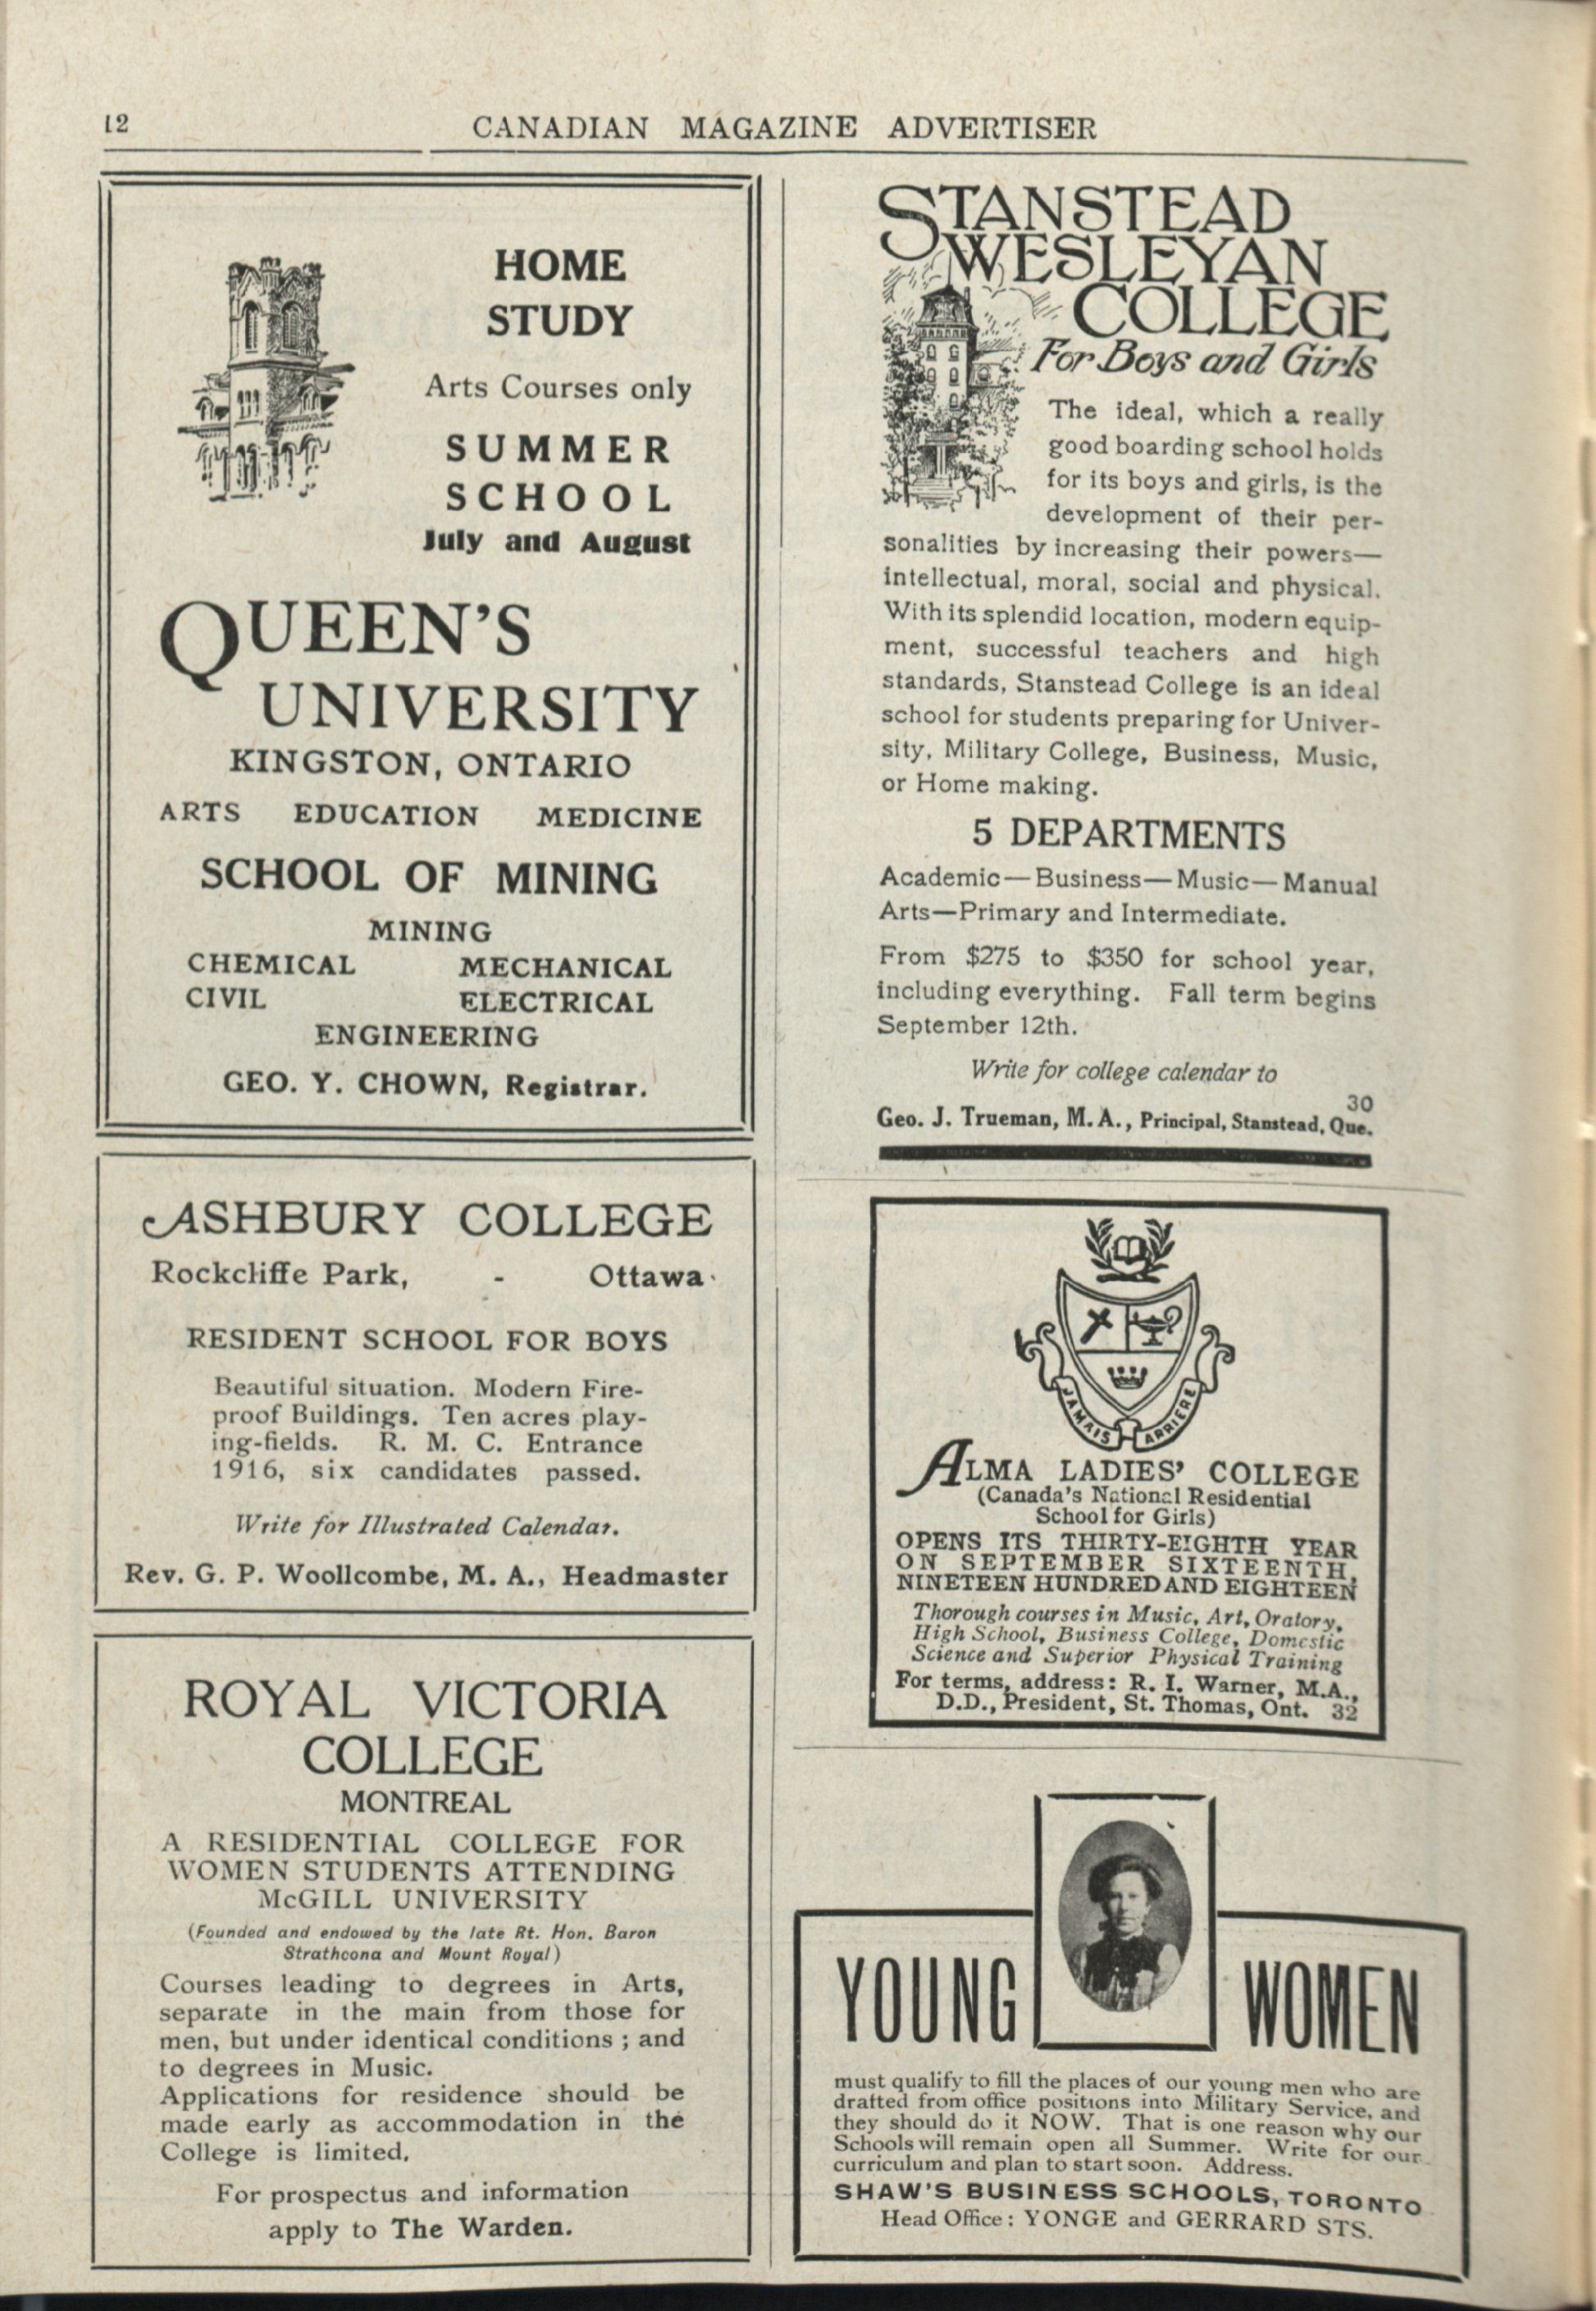 12
CANADIAN MAGAZINE ADVERTISER
HOME
STUDY
Arts Courses only
SUMMER
SCHOOL
July and August
QUEEN'S
UNIVERSITY
KINGSTON, ONTARIO
ARTS EDUCATION MEDICINE
SCHOOL OF MINING
MINING
CHEMICAL MECHANICAL
CIVIL ELECTRICAL
ENGINEERING
GEO. Y. CHOWN, Registrar.
ASHBURY COLLEGE
Rockcliffe Park, - Ottawa
RESIDENT SCHOOL FOR BOYS
Beautiful situation. Modern Fire-
proof Buildings. Ten acres play-
ing-fields. R. M. C. Entrance
1916, six candidates passed.
Write for Illustrated Calendar.
Rev. G. P. Woollcombe, M. A., Headmaster
ROYAL VICTORIA
COLLEGE
MONTREAL
A RESIDENTIAL COLLEGE FOR
WOMEN STUDENTS ATTENDING
McGILL UNIVERSITY
(Founded and endowed by the late Rt. Hon. Baron
Strathcona and Mount Royal)
Courses leading to degrees in Arts,
separate in the main from those for
men, but under identical conditions ; and
to degrees in Music.
Applications for residence should be
made early as accommodation in the
College is limited.
For prospectus and information
apply to The Warden.
STANSTEAD
WESLEYAN
COLLEGE
For Boys and Girls
The ideal, which a really
good boarding school holds
for its boys and girls, is the
development of their per-
sonalities by increasing their powers—
intellectual, moral, social and physical.
With its splendid location, modern equip-
ment, successful teachers and high
standards, Stanstead College is an ideal
school for students preparing for Univer-
sity, Military College, Business, Music,
or Home making.
5 DEPARTMENTS
Academic—Business—Music—Manual
Arts—Primary and Intermediate.
From $275 to $350 for school year,
including everything. Fall term begins
September 12th.
Write for college calendar to
30
Geo. J. Trueman, M. A., Principal, Stanstead, Que.
JAMAIS ARRIERE
ALMA LADIES' COLLEGE
(Canada's National Residential
School for Girls)
OPENS ITS THIRTY-EIGHTH YEAR
ON SEPTEMBER SIXTEENTH,
NINETEEN HUNDRED AND EIGHTEEN
Thorough courses in Music, Art, Oratory,
High School, Business College, Domestic
Science and Superior Physical Training
For terms, address: R. I. Warner, M.A.,
D.D., President, St. Thomas, Ont. 32
YOUNG WOMEN
must qualify to fill the places of our young men who are
drafted from office positions into Military Service, and
they should do it NOW. That is one reason why our
Schools will remain open all Summer. Write for our
curriculum and plan to start soon. Address.
SHAW'S BUSINESS SCHOOLS, TORONTO
Head Office: YONGE and GERRARD STS.